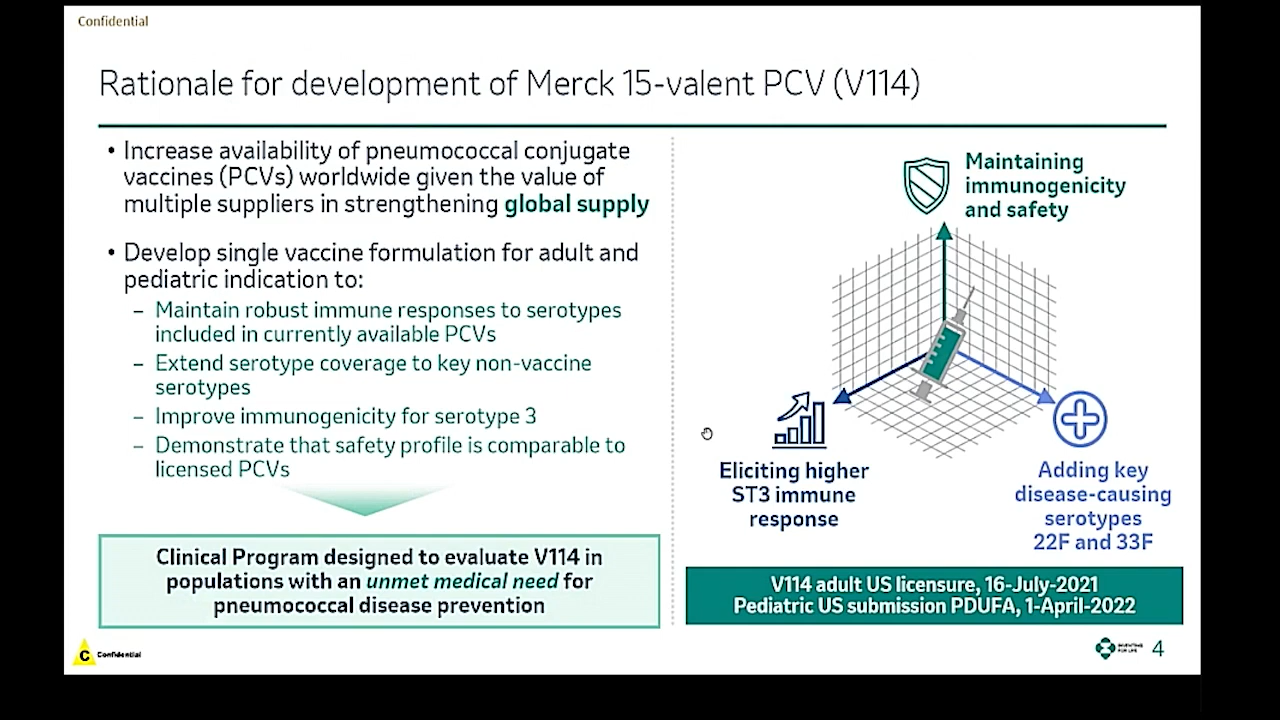 Confidential
Rationale for development of Merck 15-valent PCV (V114)
• Increase availability of pneumococcal conjugate
vaccines (PCVs) worldwide given the value of
multiple suppliers in strengthening global supply
• Develop single vaccine formulation for adult and
pediatric indication to:
– Maintain robust immune responses to serotypes
included in currently available PCVs
– Extend serotype coverage to key non-vaccine
serotypes
– Improve immunogenicity for serotype 3
– Demonstrate that safety profile is comparable to
licensed PCVs
Clinical Program designed to evaluate V114 in
populations with an unmet medical need for
pneumococcal disease prevention
Maintaining
immunogenicity
and safety
Eliciting higher
ST3 immune
response
Adding key
disease-causing
serotypes
22F and 33F
V114 adult US licensure, 16-July-2021
Pediatric US submission PDUFA, 1-April-2022
C Confidential
INVENTING
FOR LIFE
4